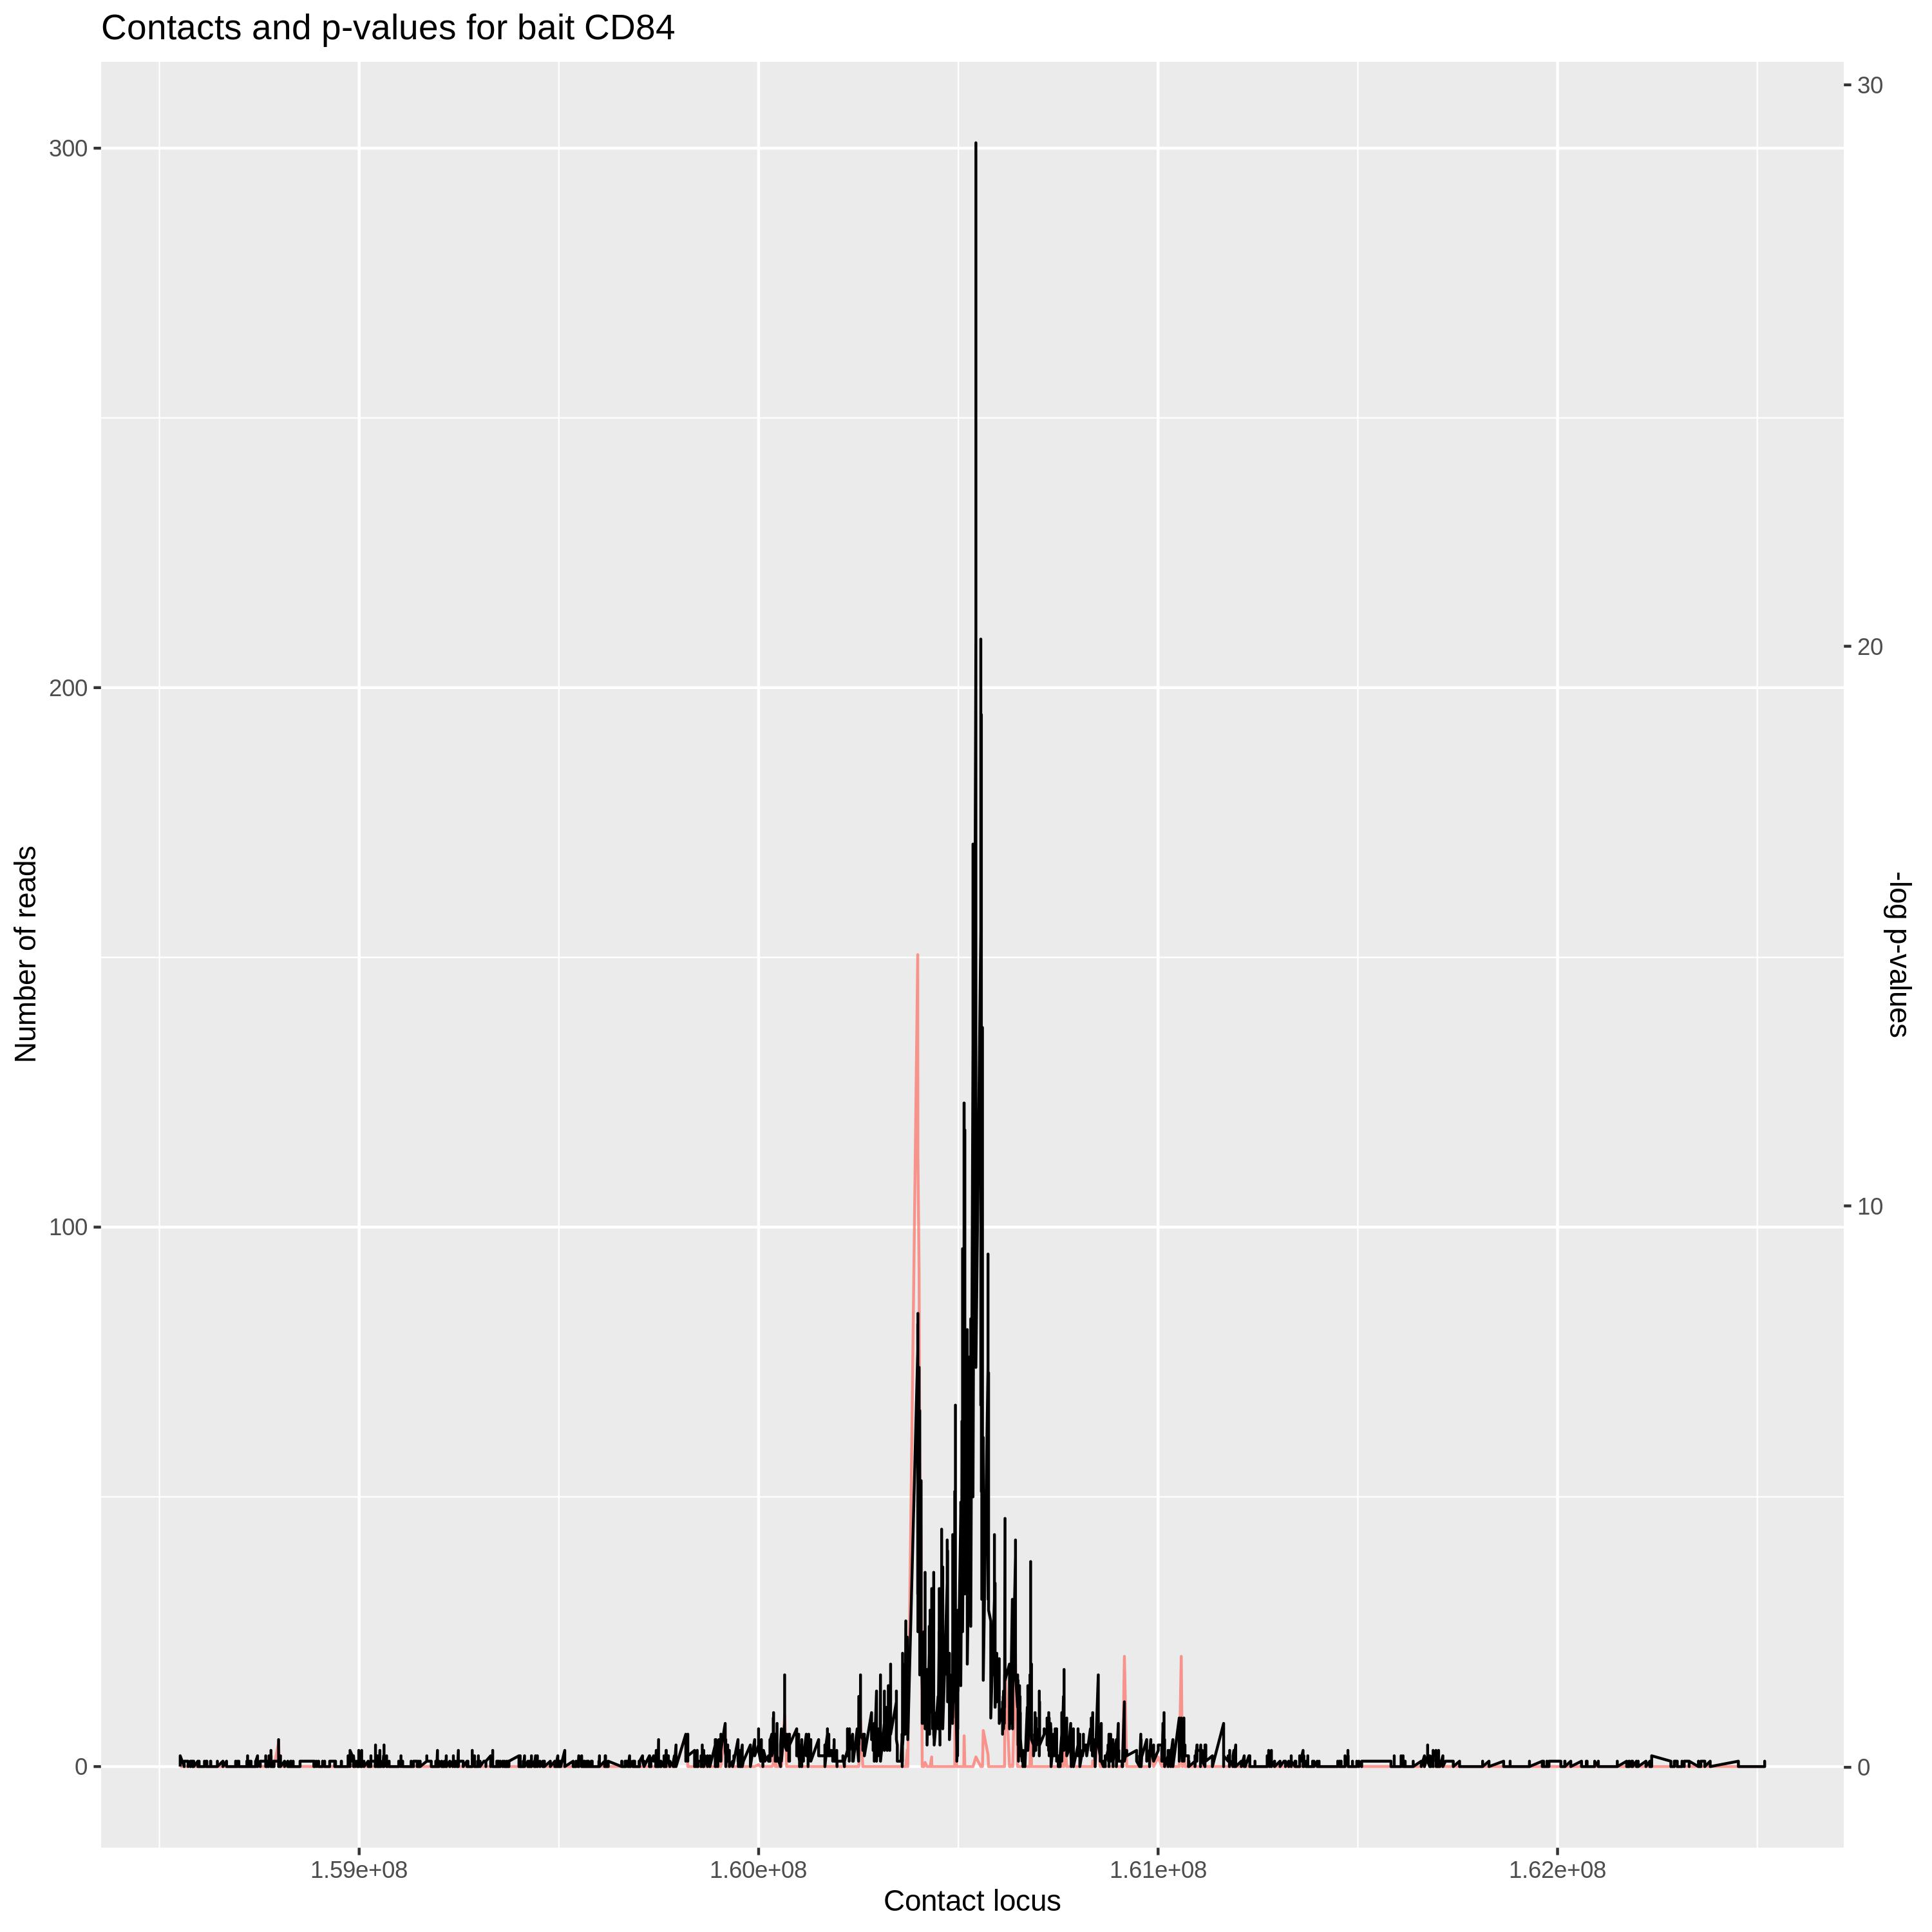 Contacts and p-values for bait CD84
300
200
100
0
Number of reads
30
20
10
0
-log p-values
1.59e+08 1.60e+08 1.61e+08 1.62e+08
Contact locus